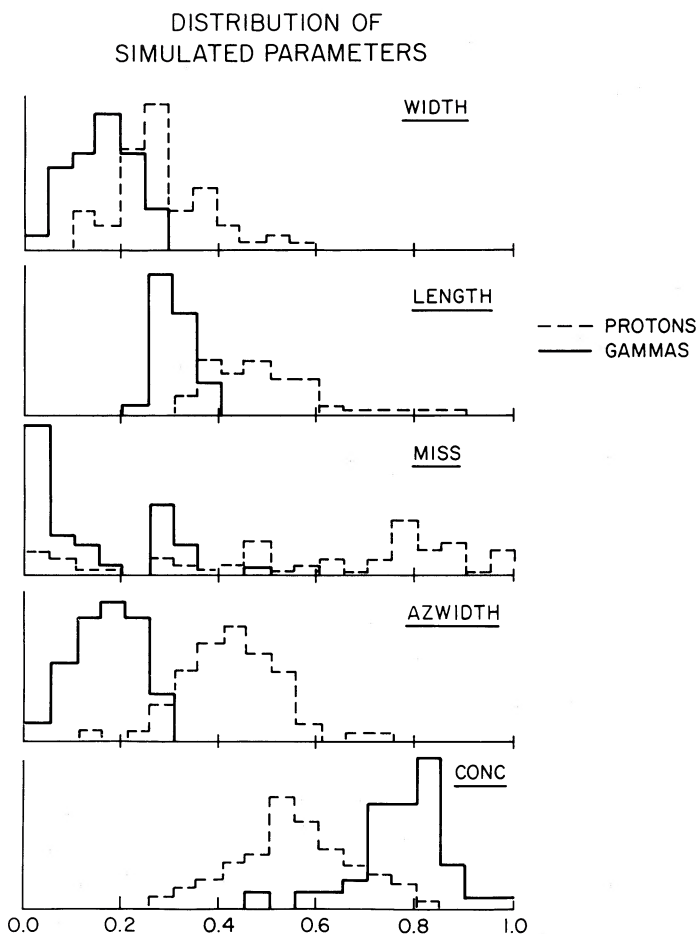 DISTRIBUTION OF
SIMULATED PARAMETERS
WIDTH
LENGTH
PROTONS
GAMMAS
MISS
AZWIDTH
CONC
0.0 0.2 0.4 0.6 0.8 1.0